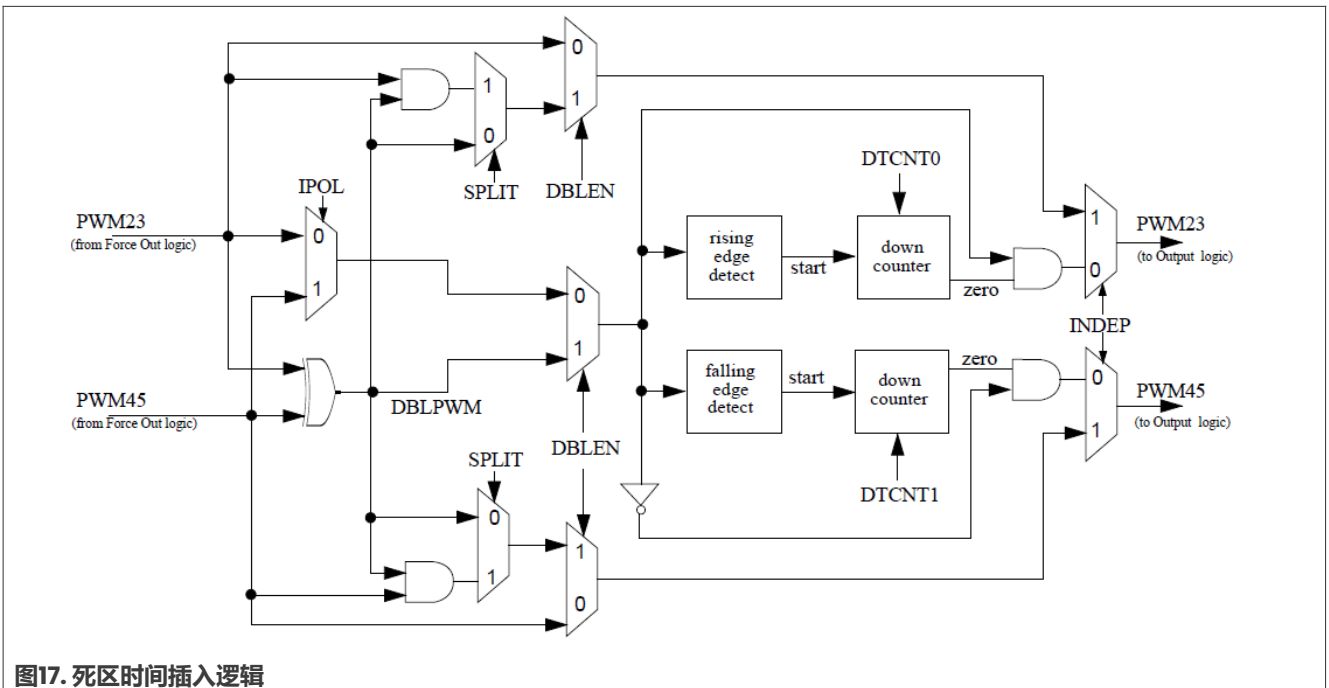 0
1
1
0
SPLIT
DBLEN
IPOL
DTCNT0
PWM23
(from Force Out logic)
0
1
rising
edge
detect
start
down
counter
zero
1
0
PWM23
(to Output logic)
0
1
INDEP
PWM45
(from Force Out logic)
DBLPWM
falling
edge
detect
start
down
counter
zero
0
1
PWM45
(to Output logic)
DBLEN
SPLIT
DTCNT1
0
1
1
0
图17. 死区时间插入逻辑